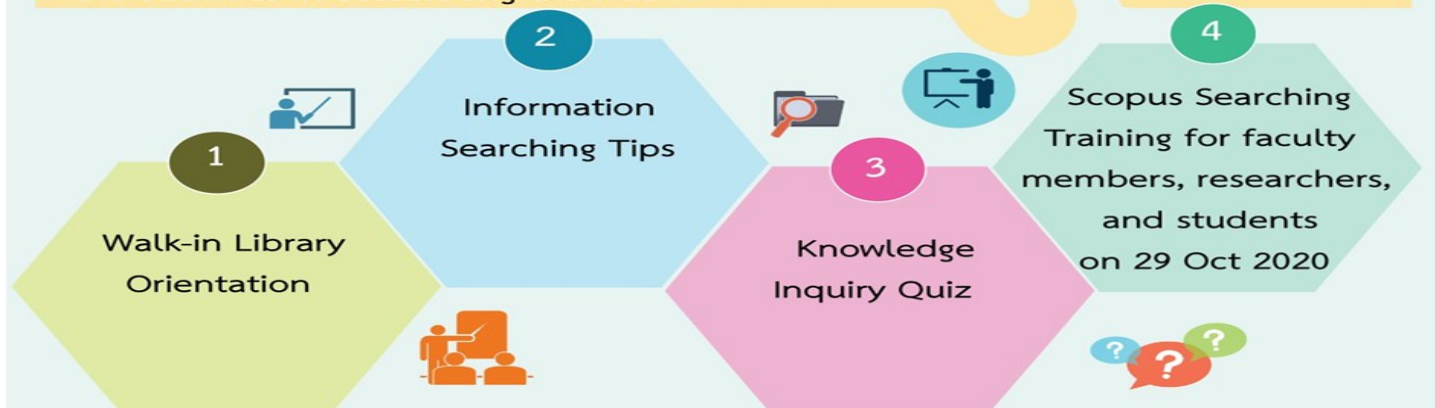 1
Walk-in Library
Orientation
2
Information
Searching Tips
3
Knowledge
Inquiry Quiz
4
Scopus Searching
Training for faculty
members, researchers,
and students
on 29 Oct 2020
? ? ?